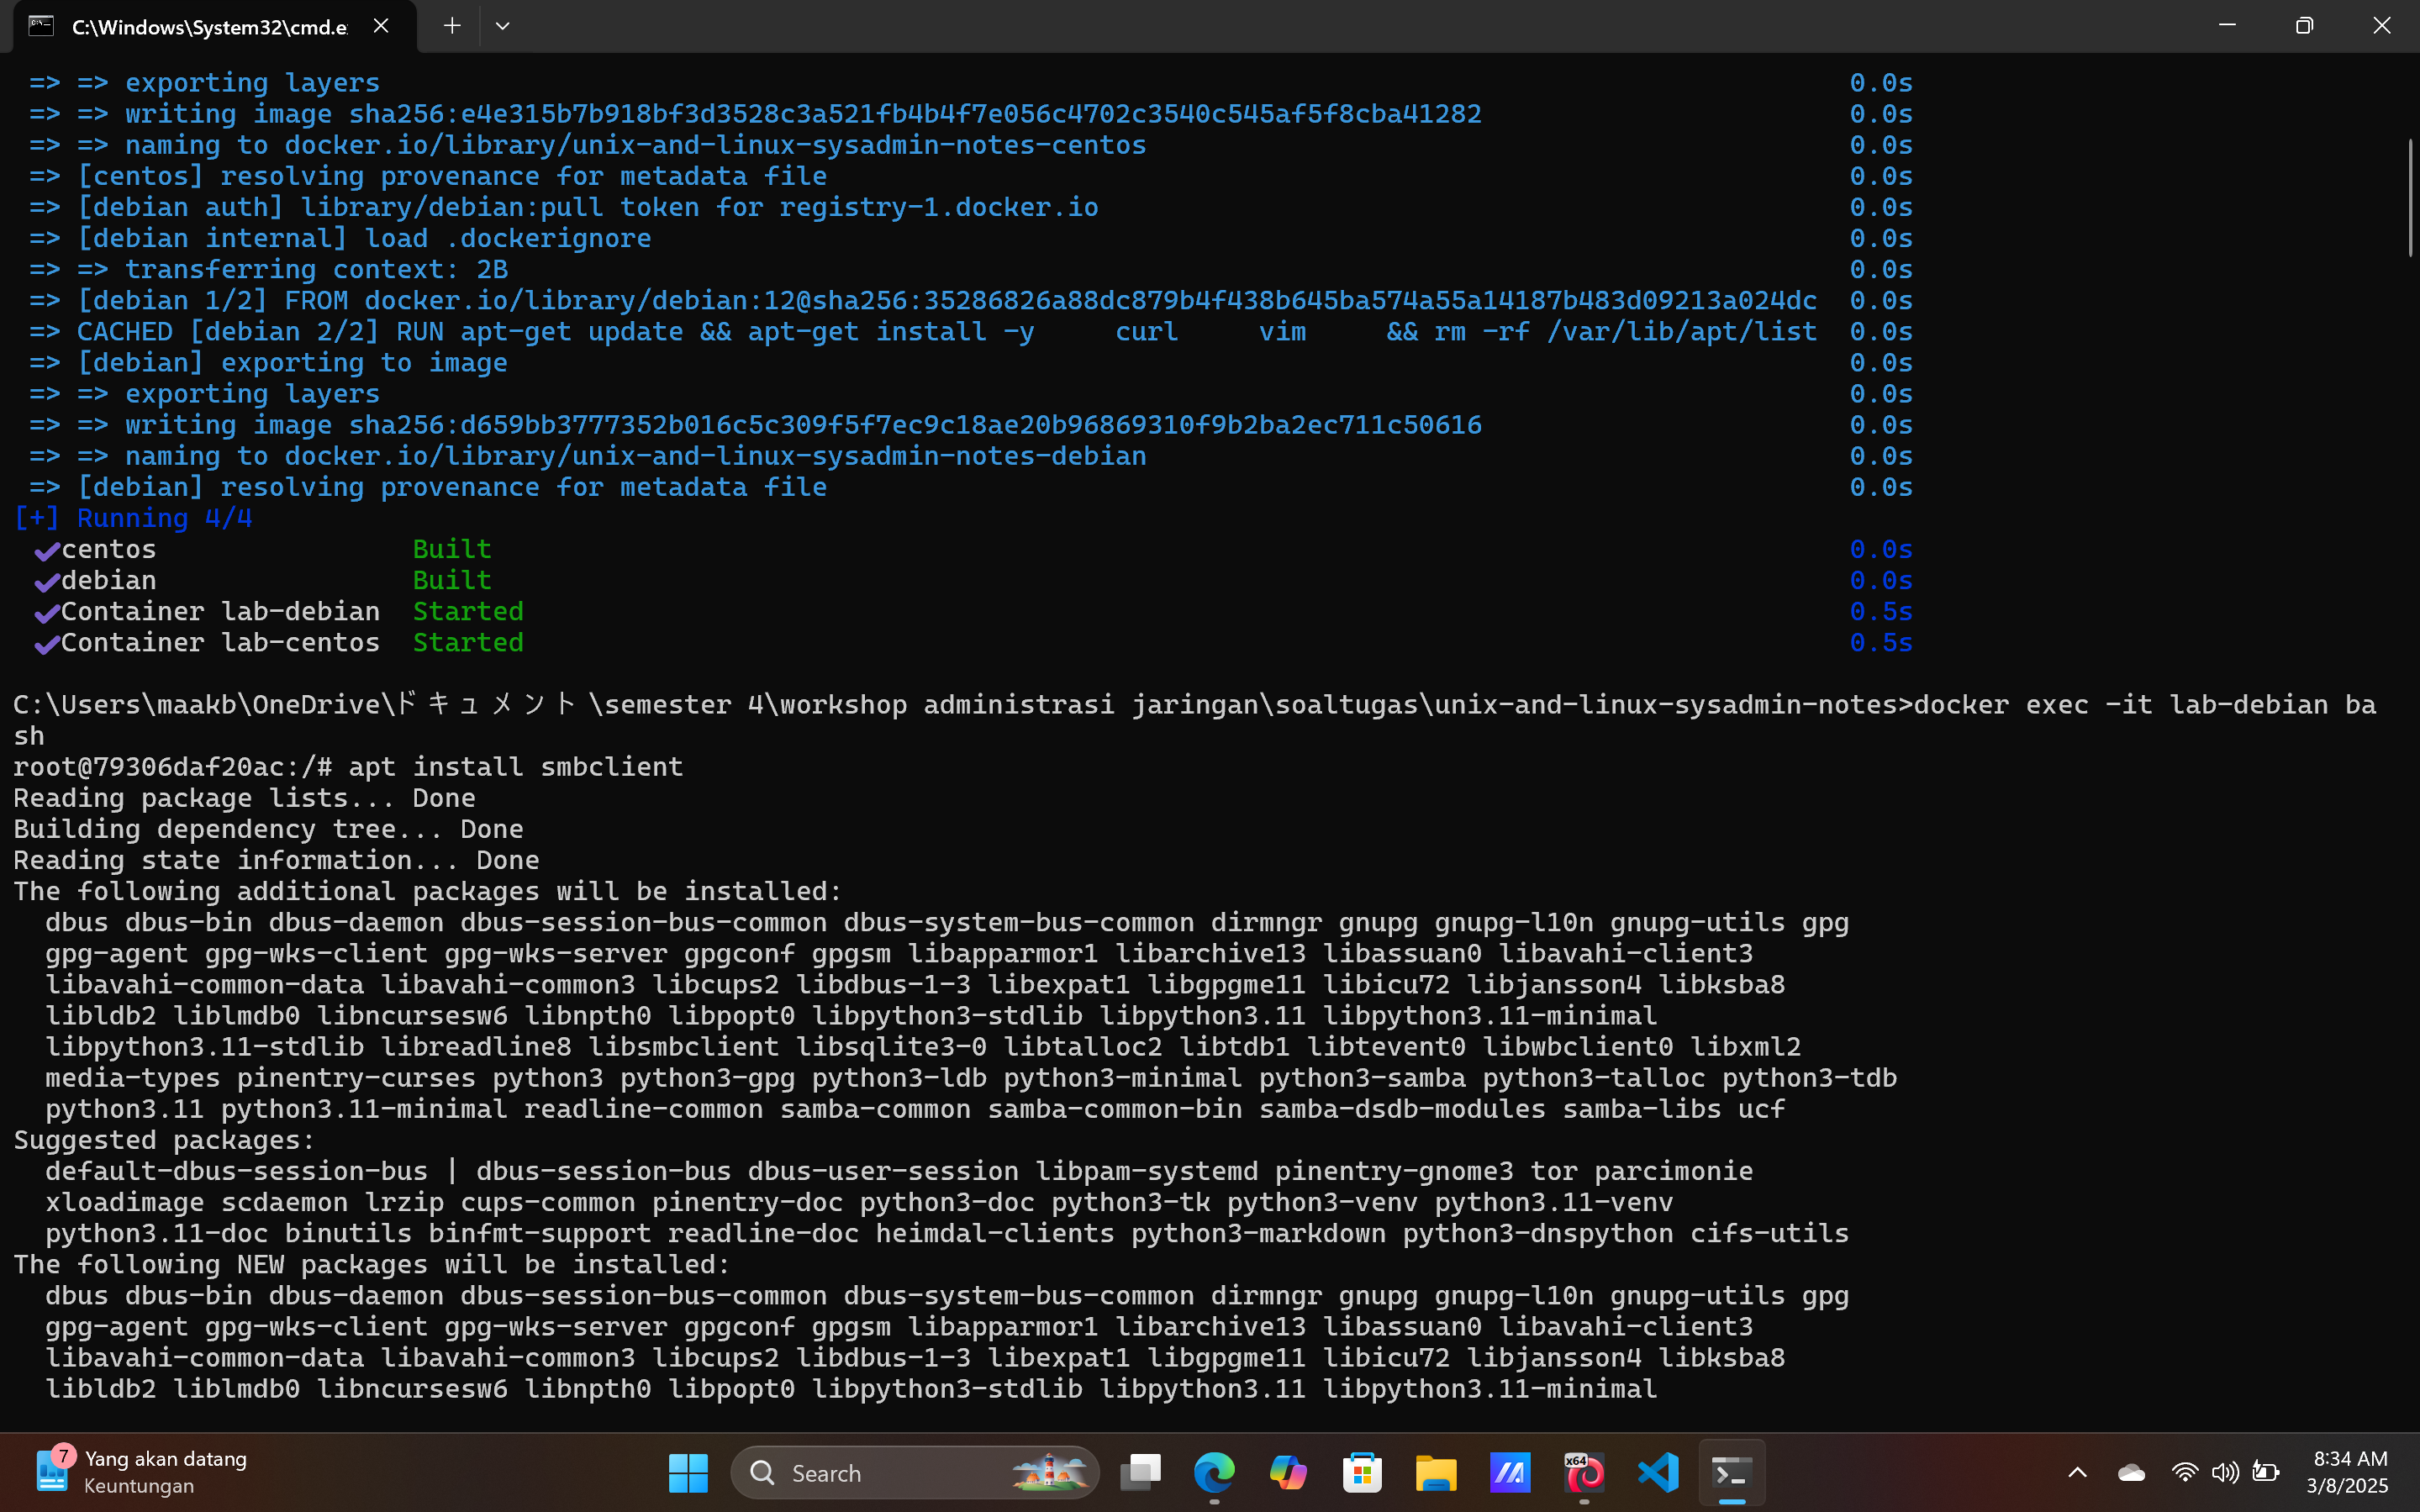 C:\Windows\System32\cmd.e
=> => exporting layers 0.0s
=> => writing image sha256:e4e315b7b918bf3d3528c3a521fb4b4f7e056c4702c3540c545af5f8cba41282 0.0s
=> => naming to docker.io/library/unix-and-linux-sysadmin-notes-centos 0.0s
=> [centos] resolving provenance for metadata file 0.0s
=> [debian auth] library/debian:pull token for registry-1.docker.io 0.0s
=> [debian internal] load .dockerignore 0.0s
=> => transferring context: 2B 0.0s
=> [debian 1/2] FROM docker.io/library/debian:12@sha256:35286826a88dc879b4f438b645ba574a55a14187b483d09213a024dc 0.0s
=> CACHED [debian 2/2] RUN apt-get update && apt-get install -y     curl     vim     && rm -rf /var/lib/apt/list 0.0s
=> [debian] exporting to image 0.0s
=> => exporting layers 0.0s
=> => writing image sha256:d659bb3777352b016c5c309f5f7ec9c18ae20b96869310f9b2ba2ec711c50616 0.0s
=> => naming to docker.io/library/unix-and-linux-sysadmin-notes-debian 0.0s
=> [debian] resolving provenance for metadata file 0.0s
[+] Running 4/4
✔centos Built 0.0s
✔debian Built 0.0s
✔Container lab-debian Started 0.5s
✔Container lab-centos Started 0.5s
C:\Users\maakb\OneDrive\ドキュメント\semester 4\workshop administrasi jaringan\soaltugas\unix-and-linux-sysadmin-notes>docker exec -it lab-debian ba
sh
root@79306daf20ac:/# apt install smbclient
Reading package lists... Done
Building dependency tree... Done
Reading state information... Done
The following additional packages will be installed:
dbus dbus-bin dbus-daemon dbus-session-bus-common dbus-system-bus-common dirmngr gnupg gnupg-l10n gnupg-utils gpg
gpg-agent gpg-wks-client gpg-wks-server gpgconf gpgsm libapparmor1 libarchive13 libassuan0 libavahi-client3
libavahi-common-data libavahi-common3 libcups2 libdbus-1-3 libexpat1 libgpgme11 libicu72 libjansson4 libksba8
libldb2 liblmdb0 libncursesw6 libnpth0 libpopt0 libpython3-stdlib libpython3.11 libpython3.11-minimal
libpython3.11-stdlib libreadline8 libsmbclient libsqlite3-0 libtalloc2 libtdb1 libtevent0 libwbclient0 libxml2
media-types pinentry-curses python3 python3-gpg python3-ldb python3-minimal python3-samba python3-talloc python3-tdb
python3.11 python3.11-minimal readline-common samba-common samba-common-bin samba-dsdb-modules samba-libs ucf
Suggested packages:
default-dbus-session-bus | dbus-session-bus dbus-user-session libpam-systemd pinentry-gnome3 tor parcimonie
xloadimage scdaemon lrzip cups-common pinentry-doc python3-doc python3-tk python3-venv python3.11-venv
python3.11-doc binutils binfmt-support readline-doc heimdal-clients python3-markdown python3-dnspython cifs-utils
The following NEW packages will be installed:
dbus dbus-bin dbus-daemon dbus-session-bus-common dbus-system-bus-common dirmngr gnupg gnupg-l10n gnupg-utils gpg
gpg-agent gpg-wks-client gpg-wks-server gpgconf gpgsm libapparmor1 libarchive13 libassuan0 libavahi-client3
libavahi-common-data libavahi-common3 libcups2 libdbus-1-3 libexpat1 libgpgme11 libicu72 libjansson4 libksba8
libldb2 liblmdb0 libncursesw6 libnpth0 libpopt0 libpython3-stdlib libpython3.11 libpython3.11-minimal
7
Yang akan datang
Keuntungan
Search
x64
8:34 AM
3/8/2025